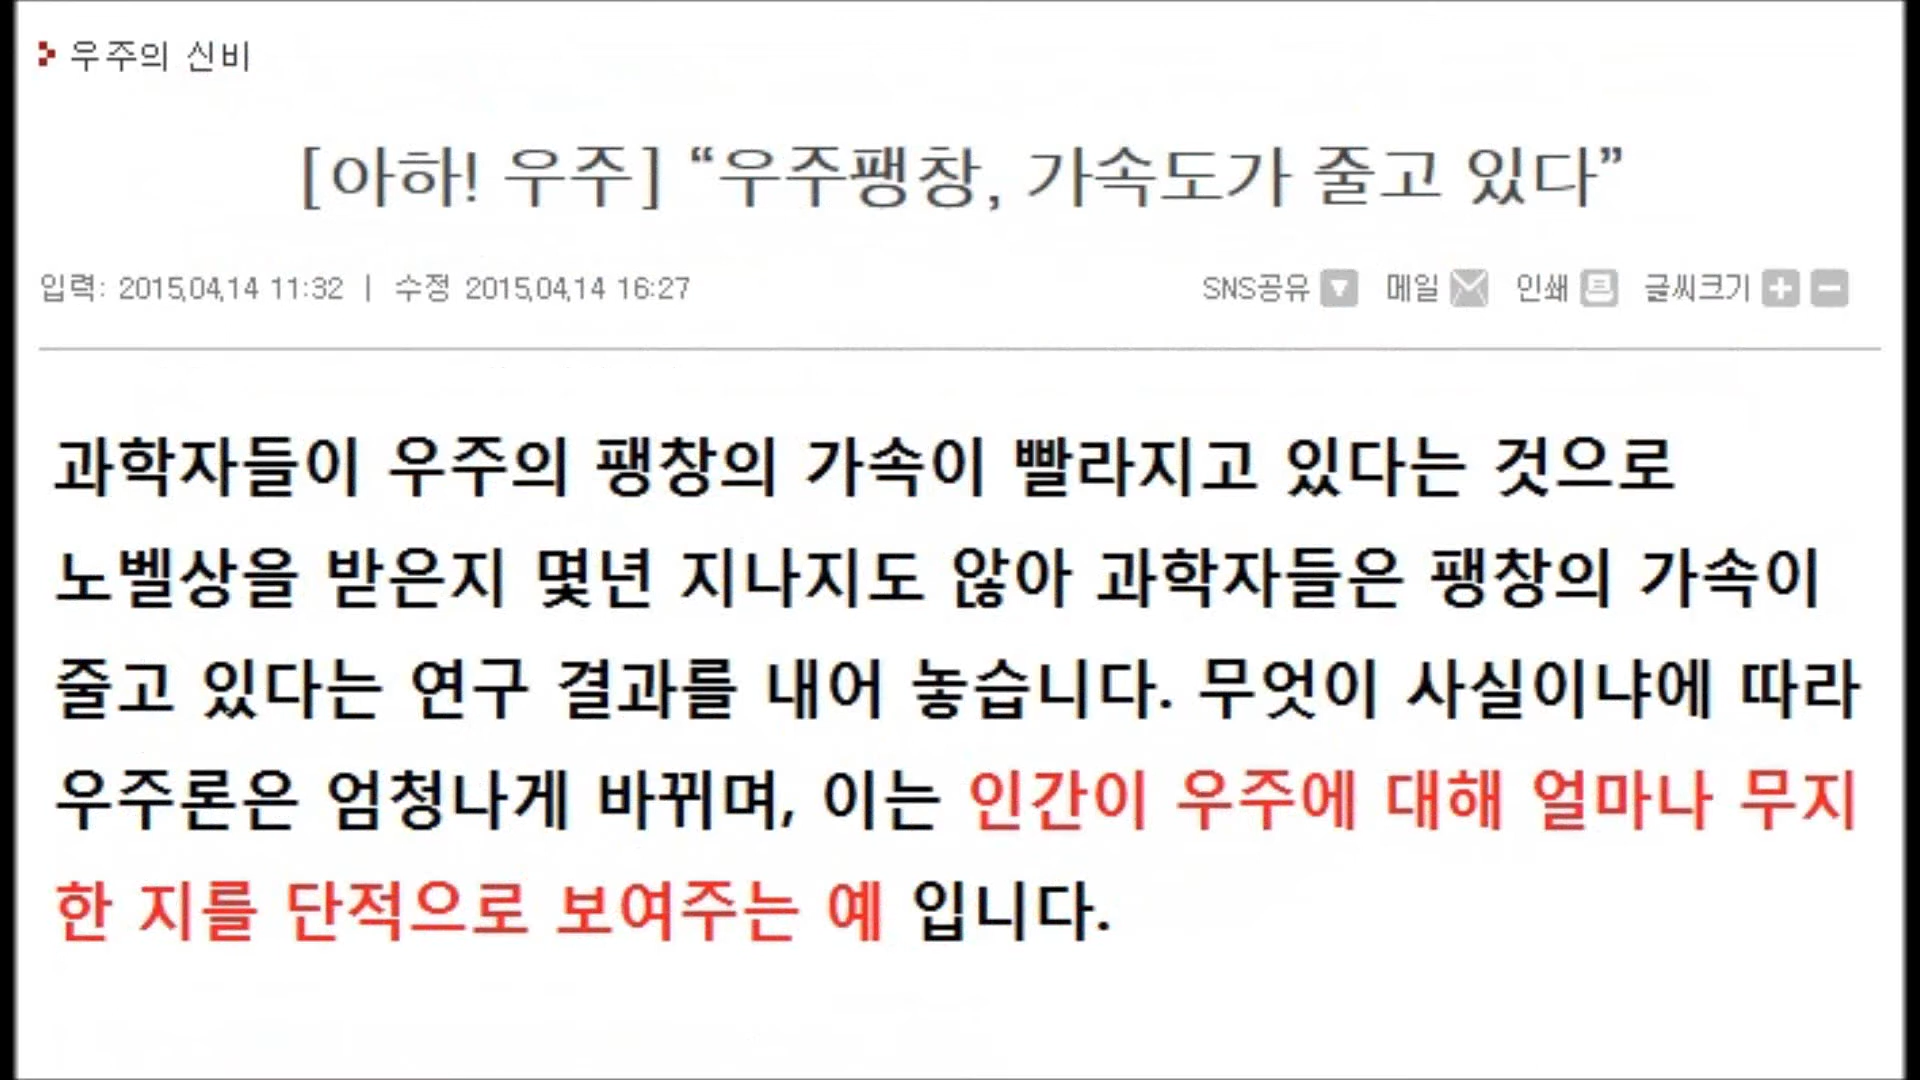 우주의 신비
[아하! 우주] “우주팽창, 가속도가 줄고 있다”
입력: 2015.04.14 11:32 | 수정 2015.04.14 16:27 SNS공유 메일 인쇄 글씨크기
과학자들이 우주의 팽창의 가속이 빨라지고 있다는 것으로
노벨상을 받은지 몇년 지나지도 않아 과학자들은 팽창의 가속이
줄고 있다는 연구 결과를 내어 놓습니다. 무엇이 사실이냐에 따라
우주론은 엄청나게 바뀌며, 이는 인간이 우주에 대해 얼마나 무지
한 지를 단적으로 보여주는 예 입니다.